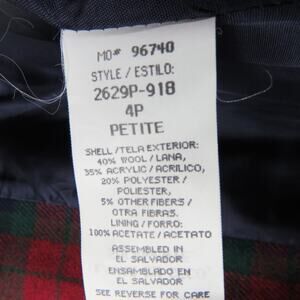 MO# 96740
STYLE / ESTILO:
2629P-918
4P
PETITE
SHELL / TELA EXTERIOR:
40% WOOL / LANA,
35% ACRYLIC / ACRILICO,
20% POLYESTER /
POLIESTER,
5% OTHER FIBERS /
OTRA FIBRAS.
LINING / FORRO:
100% ACETATE / ACETATO
ASSEMBLED IN
EL SALVADOR
ENSAMBLADO EN
EL SALVADOR
SEE REVERSE FOR CARE